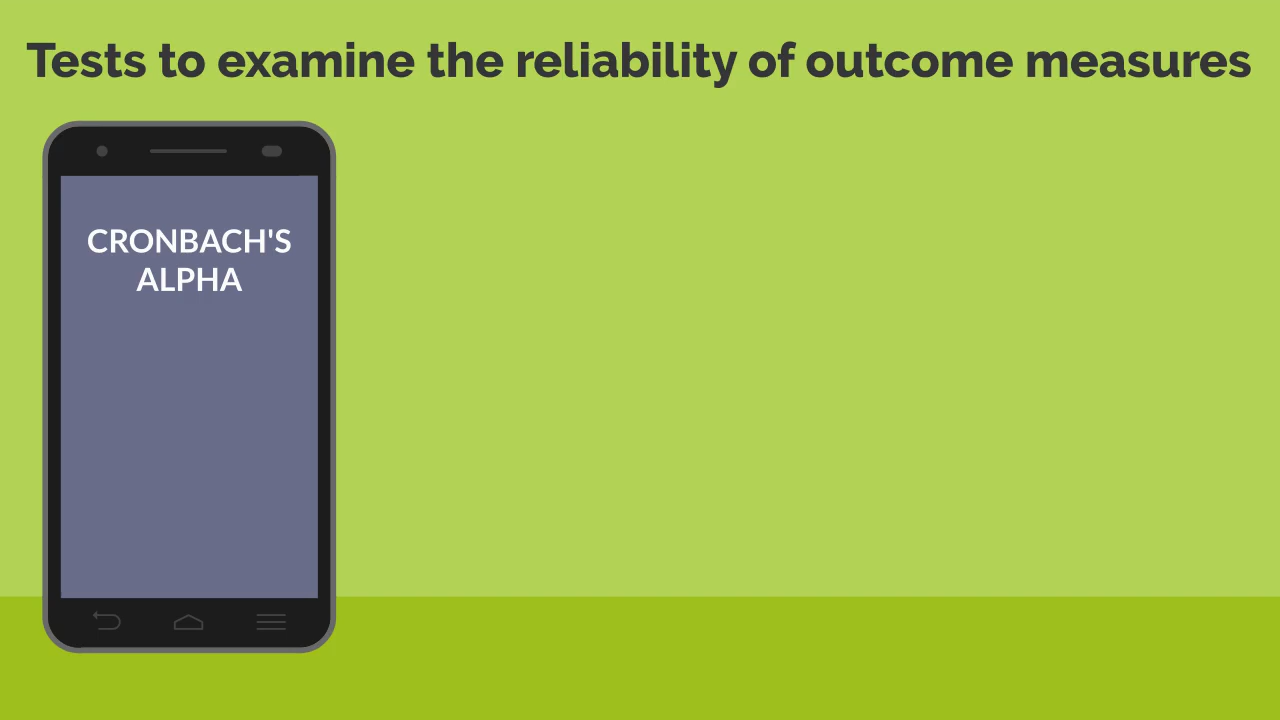 Tests to examine the reliability of outcome measures
CRONBACH'S
ALPHA